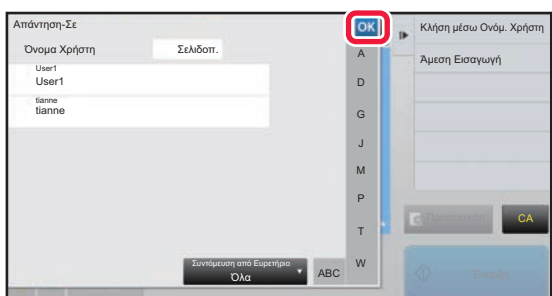 Απάντηση-Σε
OK
Όνομα Χρήστη
Σελιδοπ.
User1
User1
tianne
tianne
A
D
G
J
M
P
T
W
Συντόμευση από Ευρετήριο
Όλα
ABC
Κλήση μέσω Ονόμ. Χρήστη
Άμεση Εισαγωγή
CA
Έναρξη